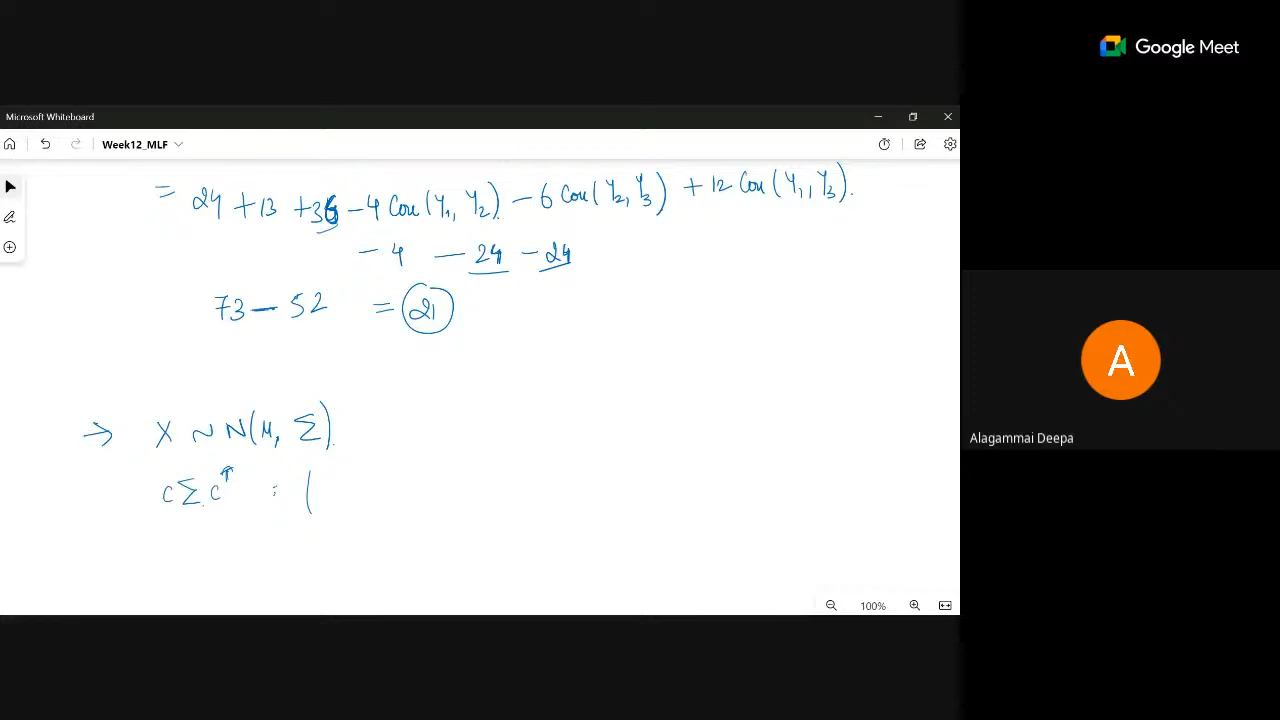 Google Meet
Microsoft Whiteboard
Week12_MLF
= 24 + 13 + 36 - 4 Cov(Y1, Y2) - 6 Cov(Y2, Y3) + 12 Cov(Y1, Y3).
- 4 - 24 - 24
73 - 52 = 21
→ X ~ N(μ, Σ).
CΣC^T : (
A
Alagammai Deepa
100%